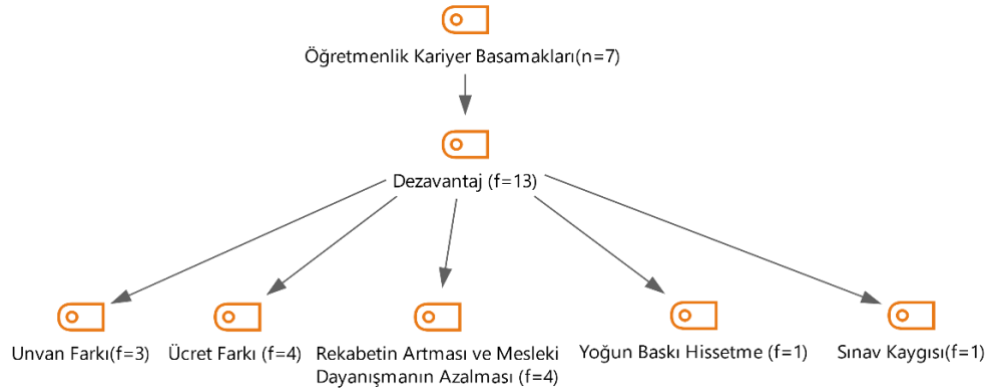 Öğretmenlik Kariyer Basamakları(n=7)
Dezavantaj (f=13)
Unvan Farkı(f=3)
Ücret Farkı (f=4)
Rekabetin Artması ve Mesleki
Dayanışmanın Azalması (f=4)
Yoğun Baskı Hissetme (f=1)
Sınav Kaygısı(f=1)